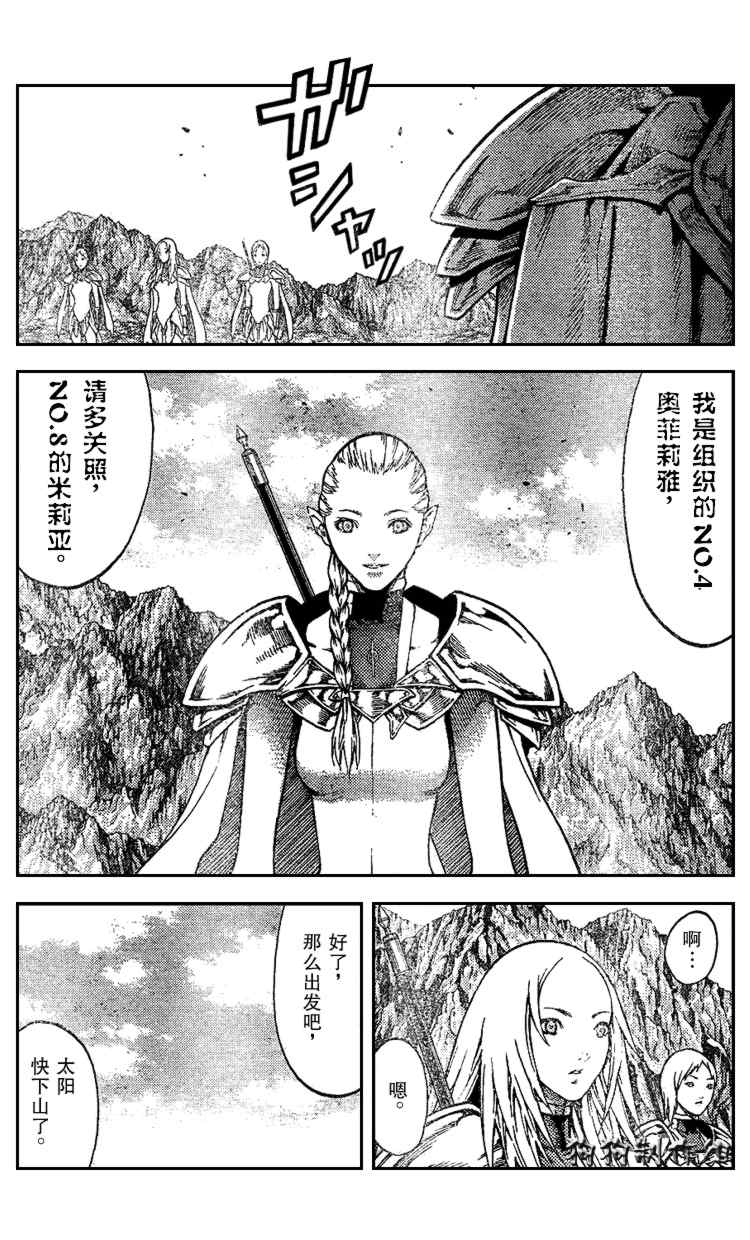 ガシャッ
我是组织的NO.4
奥菲莉雅，
请多关照，
NO.8的米莉亚。
啊…
嗯。
好了，
那么出发吧，
太阳
快下山了。